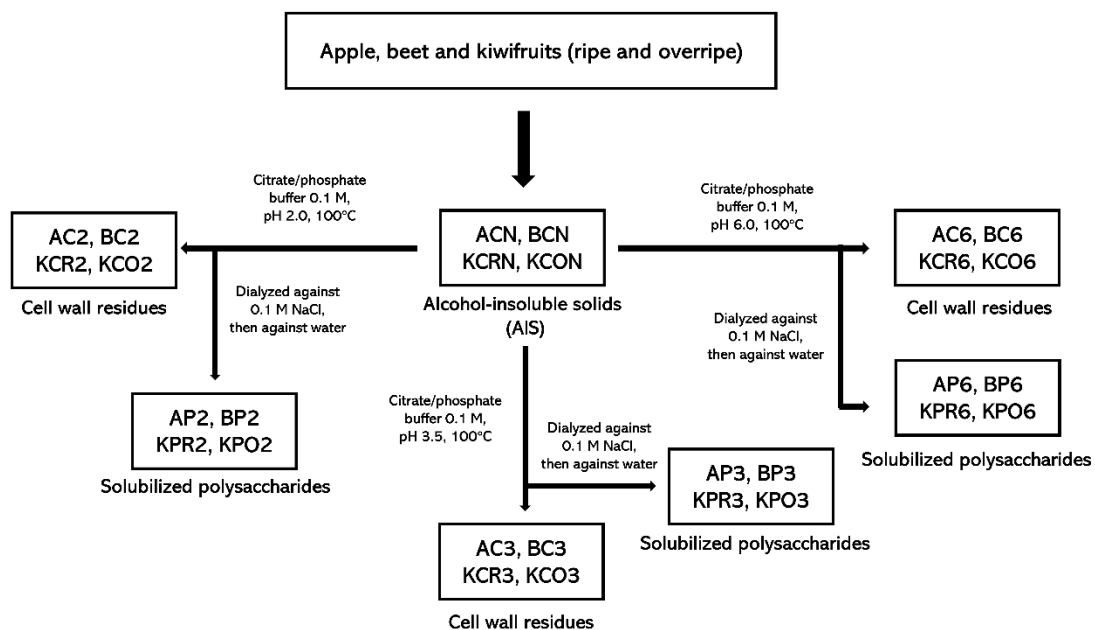 Apple, beet and kiwifruits (ripe and overripe)
Citrate/phosphate
buffer 0.1 M,
pH 2.0, 100°C
Citrate/phosphate
buffer 0.1 M,
pH 6.0, 100°C
AC2, BC2
KCR2, KCO2
Cell wall residues
ACN, BCN
KCRN, KCON
Alcohol-insoluble solids
(AIS)
AC6, BC6
KCR6, KCO6
Cell wall residues
Dialyzed against
0.1 M NaCl,
then against water
Dialyzed against
0.1 M NaCl,
then against water
AP2, BP2
KPR2, KPO2
Solubilized polysaccharides
Citrate/phosphate
buffer 0.1 M,
pH 3.5, 100°C
AP6, BP6
KPR6, KPO6
Solubilized polysaccharides
Dialyzed against
0.1 M NaCl,
then against water
AP3, BP3
KPR3, KPO3
Solubilized polysaccharides
AC3, BC3
KCR3, KCO3
Cell wall residues